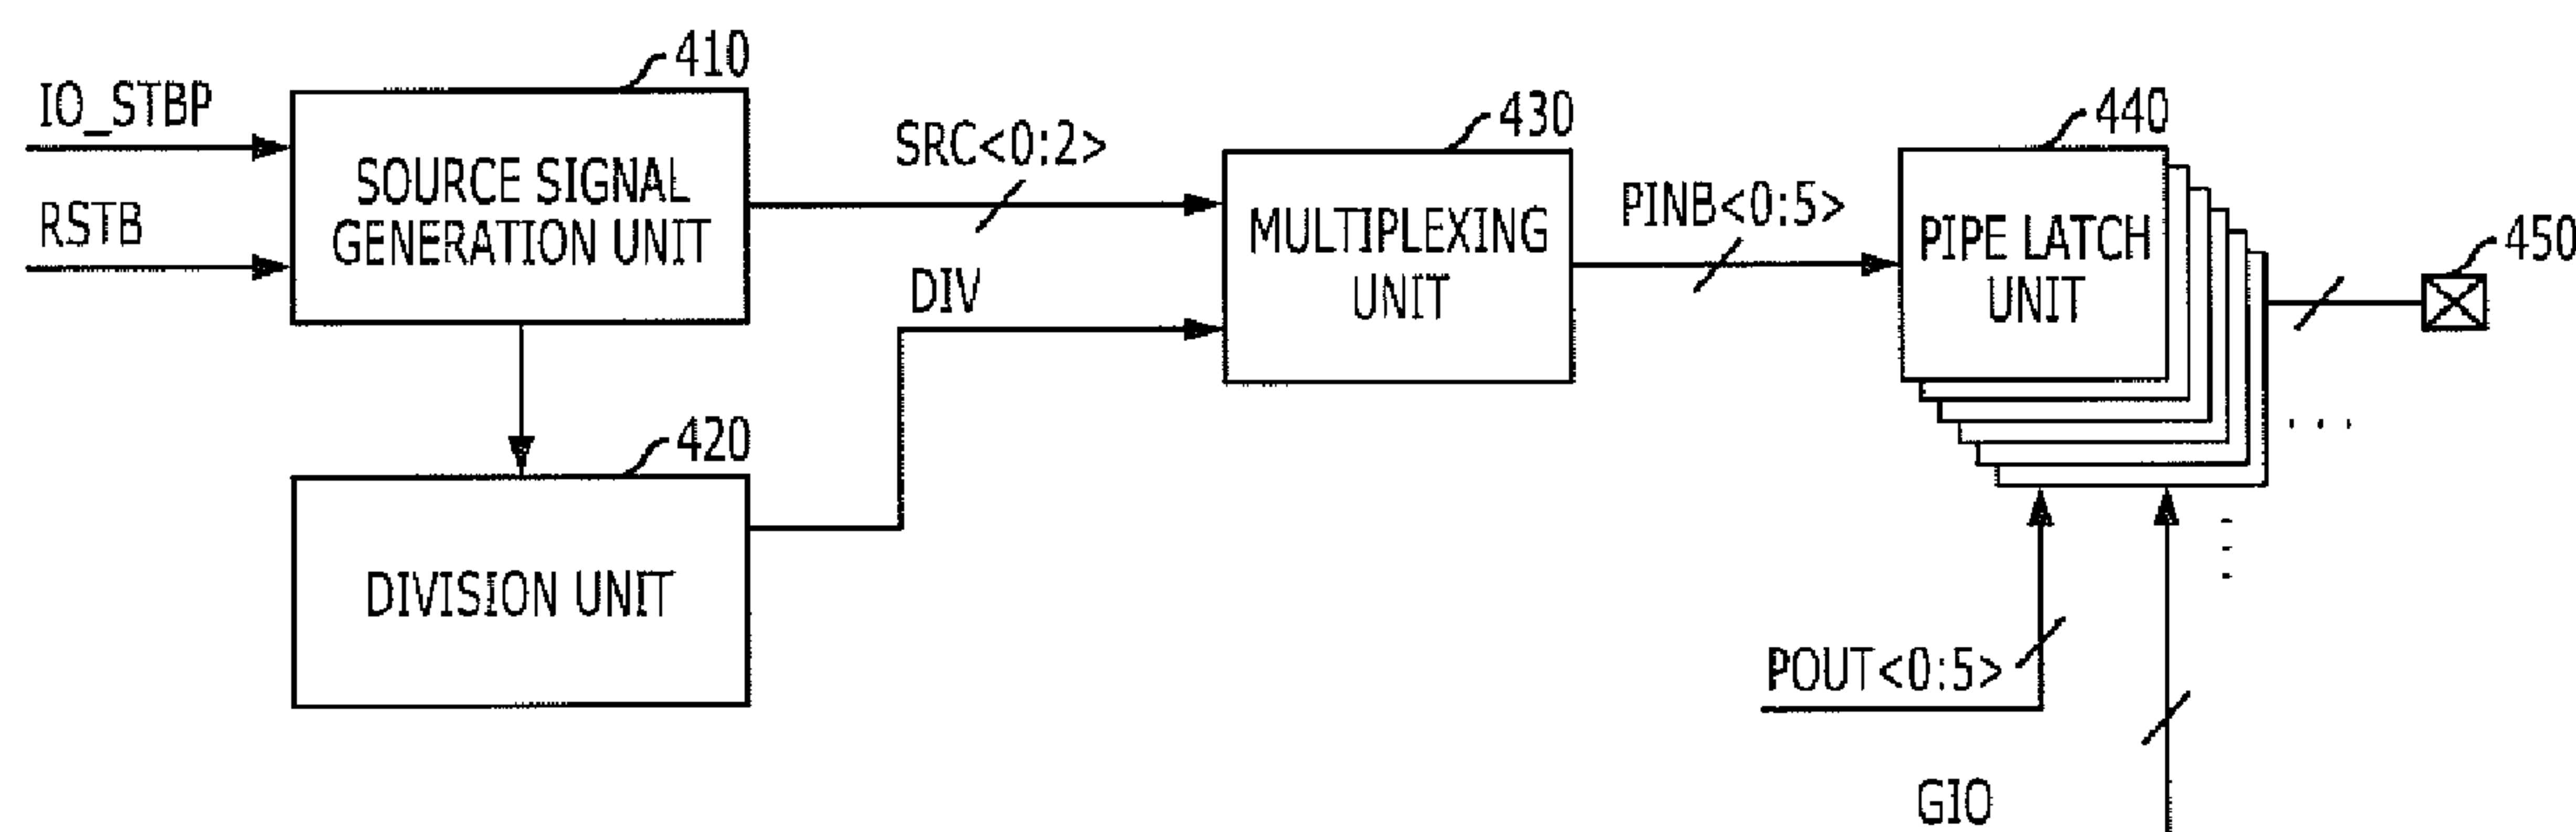 410
IO_STBP
RSTB
SOURCE SIGNAL
GENERATION UNIT
SRC<0:2>
DIV
430
MULTIPLEXING
UNIT
PINB<0:5>
440
PIPE LATCH
UNIT
450
420
DIVISION UNIT
POUT<0:5>
GIO